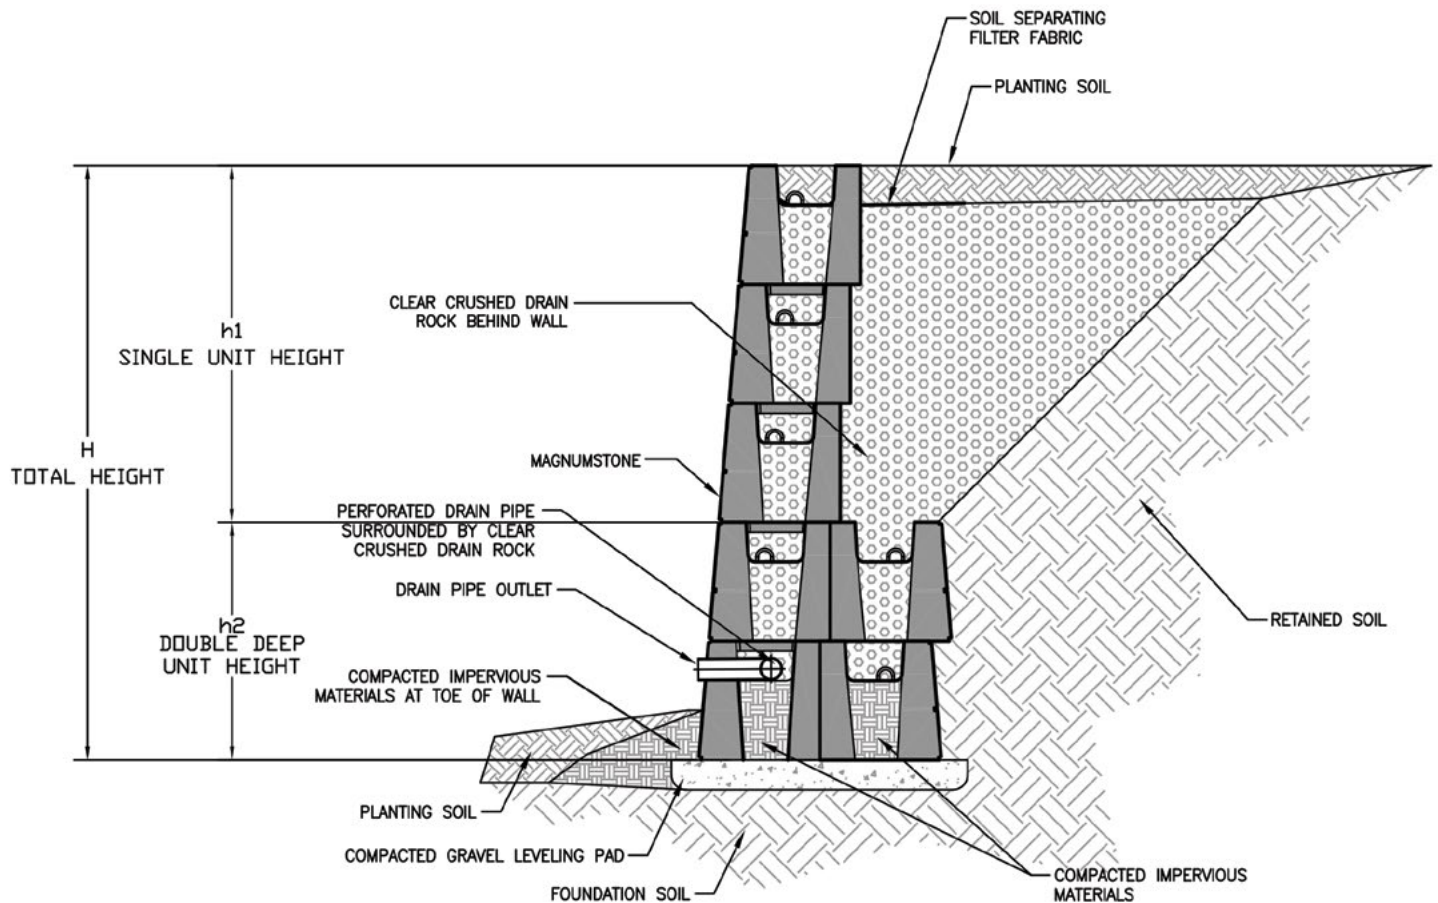 SOIL SEPARATING
FILTER FABRIC
PLANTING SOIL
CLEAR CRUSHED DRAIN
ROCK BEHIND WALL
h1
SINGLE UNIT HEIGHT
H
TOTAL HEIGHT
MAGNUMSTONE
PERFORATED DRAIN PIPE
SURROUNDED BY CLEAR
CRUSHED DRAIN ROCK
DRAIN PIPE OUTLET
h2
DOUBLE DEEP
UNIT HEIGHT
RETAINED SOIL
COMPACTED IMPERVIOUS
MATERIALS AT TOE OF WALL
PLANTING SOIL
COMPACTED GRAVEL LEVELING PAD
FOUNDATION SOIL
COMPACTED IMPERVIOUS
MATERIALS